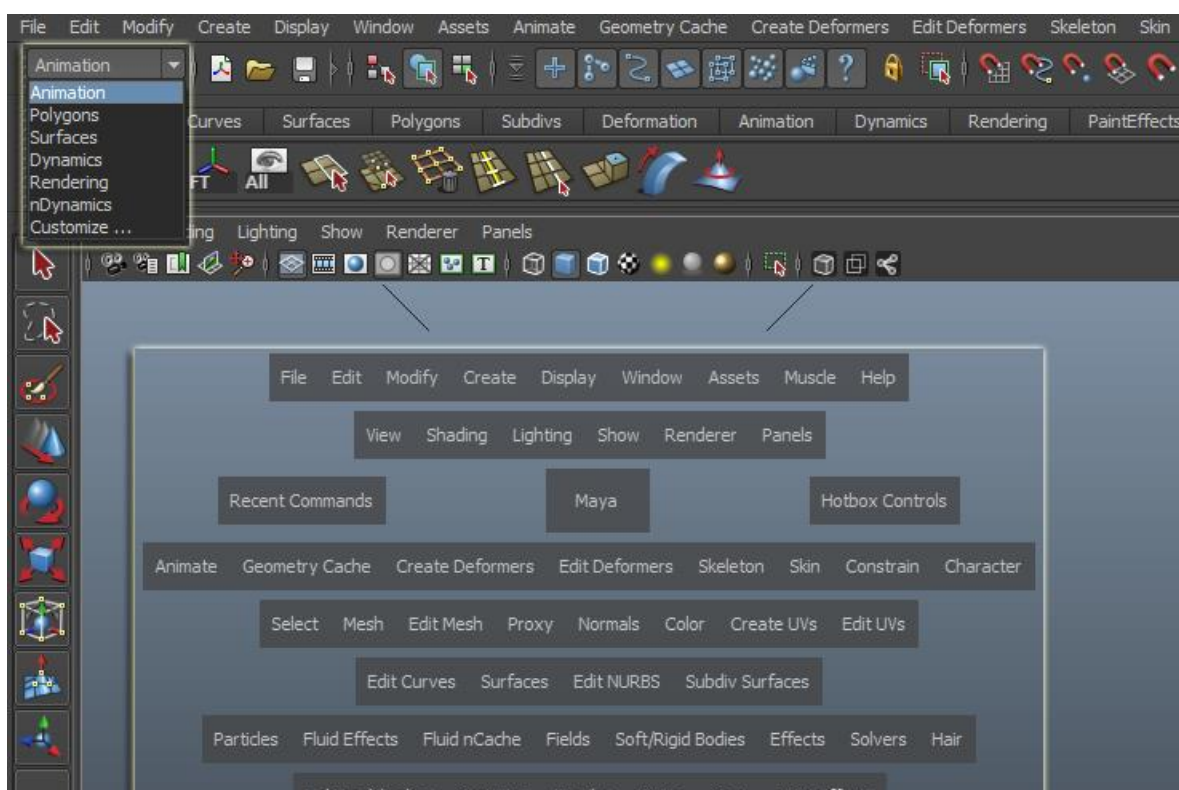 File Edit Modify Create Display Window Assets Animate Geometry Cache Create Deformers Edit Deformers Skeleton Skin
Animation
Animation
Polygons
Surfaces
Dynamics
Rendering
nDynamics
Customize ...
Curves Surfaces Polygons Subdivs Deformation Animation Dynamics Rendering PaintEffects
FT All
Lighting Show Renderer Panels
File Edit Modify Create Display Window Assets Muscle Help
View Shading Lighting Show Renderer Panels
Recent Commands Maya Hotbox Controls
Animate Geometry Cache Create Deformers Edit Deformers Skeleton Skin Constrain Character
Select Mesh Edit Mesh Proxy Normals Color Create UVs Edit UVs
Edit Curves Surfaces Edit NURBS Subdiv Surfaces
Particles Fluid Effects Fluid nCache Fields Soft/Rigid Bodies Effects Solvers Hair